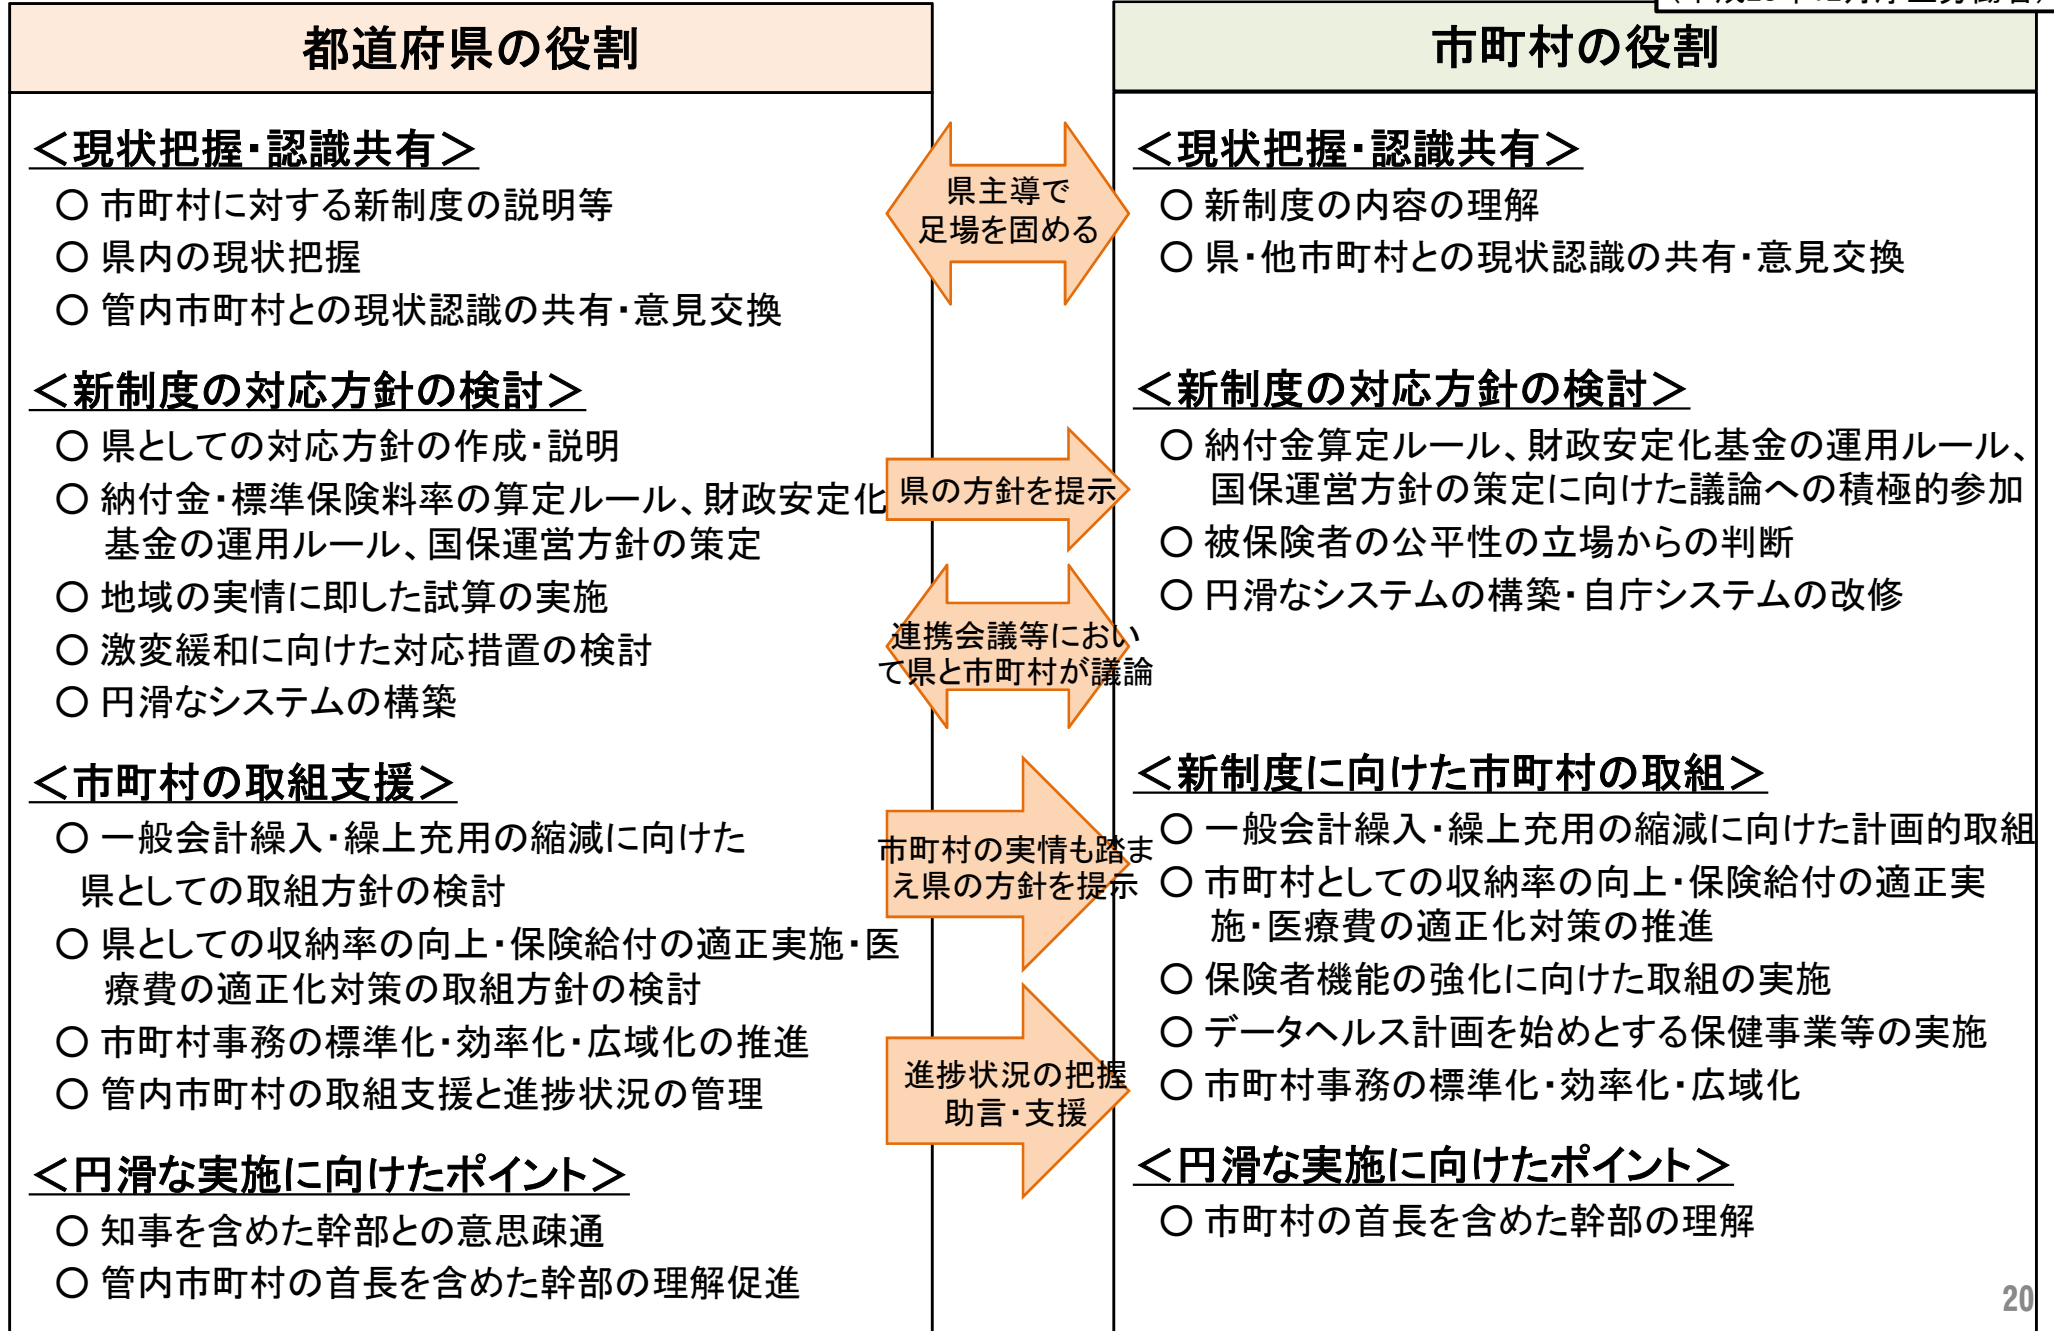 都道府県の役割
＜現状把握・認識共有＞
○ 市町村に対する新制度の説明等
○ 県内の現状把握
○ 管内市町村との現状認識の共有・意見交換
＜新制度の対応方針の検討＞
○ 県としての対応方針の作成・説明
○ 納付金・標準保険料率の算定ルール、財政安定化
基金の運用ルール、国保運営方針の策定
○ 地域の実情に即した試算の実施
○ 激変緩和に向けた対応措置の検討
○ 円滑なシステムの構築
＜市町村の取組支援＞
○ 一般会計繰入・繰上充用の縮減に向けた
県としての取組方針の検討
○ 県としての収納率の向上・保険給付の適正実施・医
療費の適正化対策の取組方針の検討
○ 市町村事務の標準化・効率化・広域化の推進
○ 管内市町村の取組支援と進捗状況の管理
＜円滑な実施に向けたポイント＞
○ 知事を含めた幹部との意思疎通
○ 管内市町村の首長を含めた幹部の理解促進
県主導で
足場を固める
県の方針を提示
連携会議等におい
て県と市町村が議論
市町村の実情も踏ま
え県の方針を提示
進捗状況の把握
助言・支援
市町村の役割
＜現状把握・認識共有＞
○ 新制度の内容の理解
○ 県・他市町村との現状認識の共有・意見交換
＜新制度の対応方針の検討＞
○ 納付金算定ルール、財政安定化基金の運用ルール、
国保運営方針の策定に向けた議論への積極的参加
○ 被保険者の公平性の立場からの判断
○ 円滑なシステムの構築・自庁システムの改修
＜新制度に向けた市町村の取組＞
○ 一般会計繰入・繰上充用の縮減に向けた計画的取組
○ 市町村としての収納率の向上・保険給付の適正実
施・医療費の適正化対策の推進
○ 保険者機能の強化に向けた取組の実施
○ データヘルス計画を始めとする保健事業等の実施
○ 市町村事務の標準化・効率化・広域化
＜円滑な実施に向けたポイント＞
○ 市町村の首長を含めた幹部の理解
20